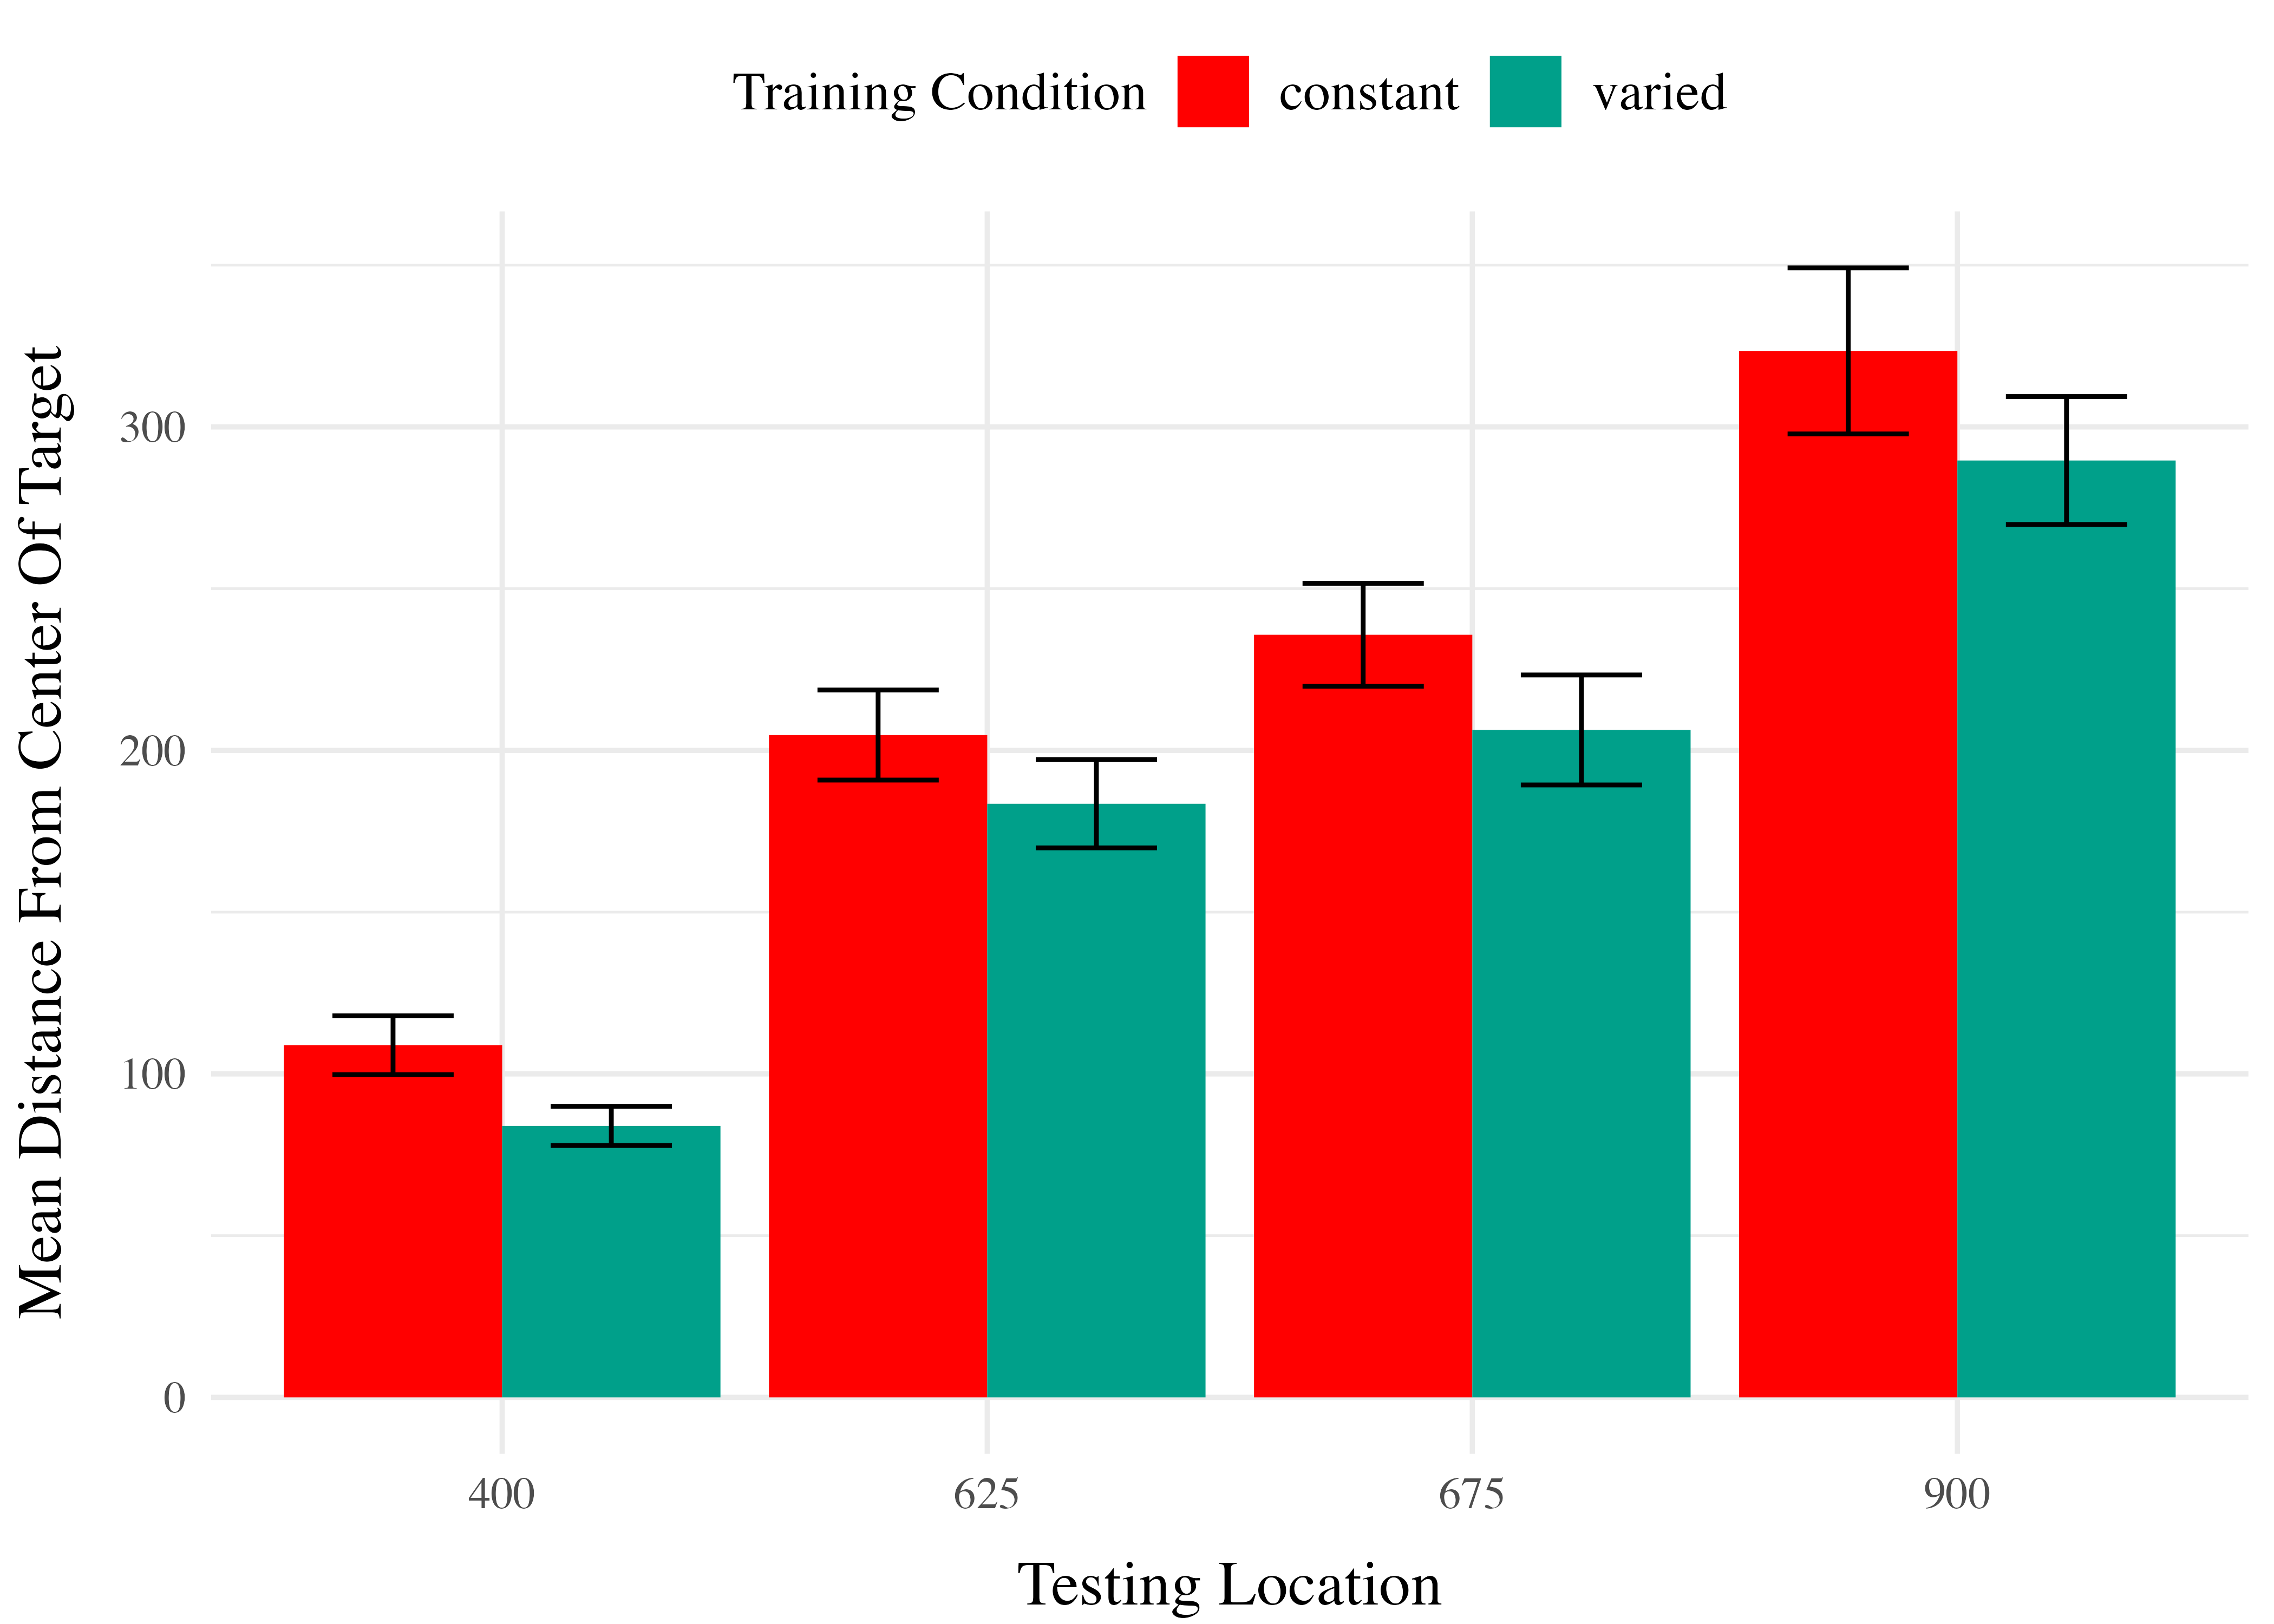 Training Condition constant varied
Mean Distance From Center Of Target
300
200
100
0
400 625 675 900
Testing Location